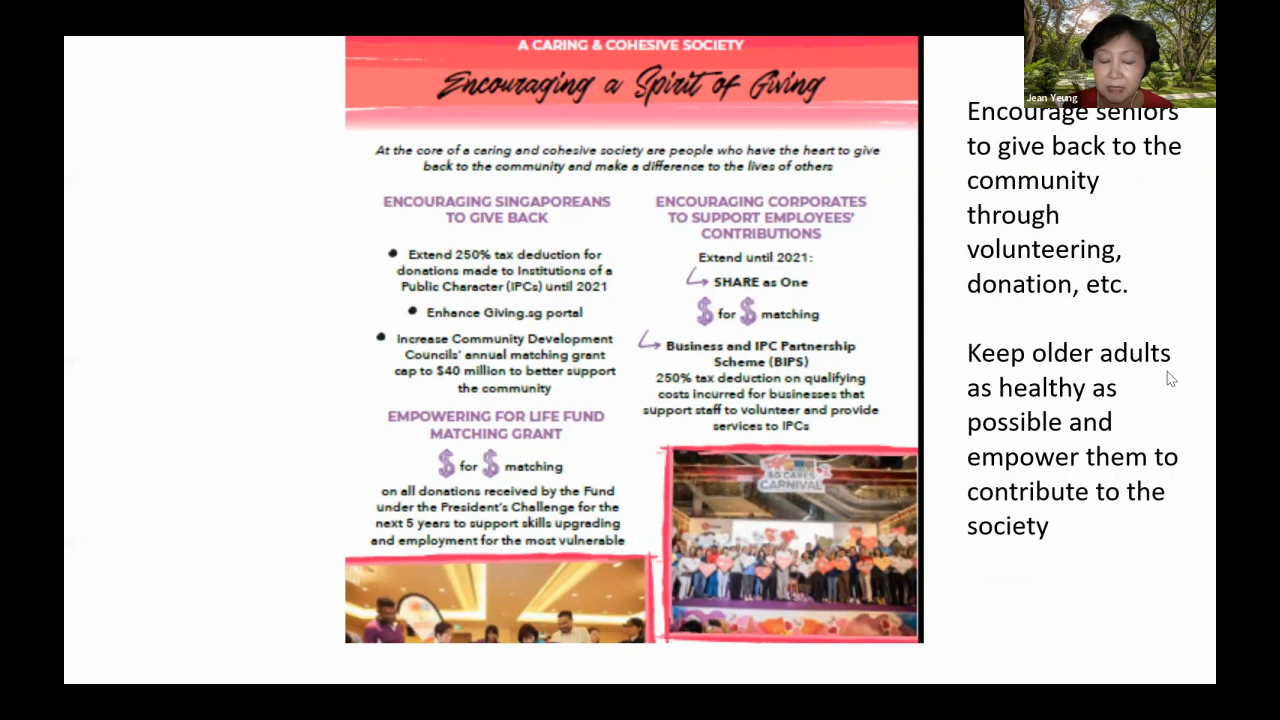 A CARING & COHESIVE SOCIETY
Encouraging a Spirit of Giving
At the core of a caring and cohesive society are people who have the heart to give
back to the community and make a difference to the lives of others
ENCOURAGING SINGAPOREANS
TO GIVE BACK
Extend 250% tax deduction for
donations made to Institutions of a
Public Character (IPCs) until 2021
Enhance Giving.sg portal
Increase Community Development
Councils' annual matching grant
cap to $40 million to better support
the community
EMPOWERING FOR LIFE FUND
MATCHING GRANT
$ for $ matching
on all donations received by the Fund
under the President's Challenge for the
next 5 years to support skills upgrading
and employment for the most vulnerable
ENCOURAGING CORPORATES
TO SUPPORT EMPLOYEES'
CONTRIBUTIONS
Extend until 2021:
SHARE as One
$ for $ matching
Business and IPC Partnership
Scheme (BIPS)
250% tax deduction on qualifying
costs incurred for businesses that
support staff to volunteer and provide
services to IPCs
CARNIVAL
Jean Yeung
Encourage seniors
to give back to the
community
through
volunteering,
donation, etc.
Keep older adults
as healthy as
possible and
empower them to
contribute to the
society